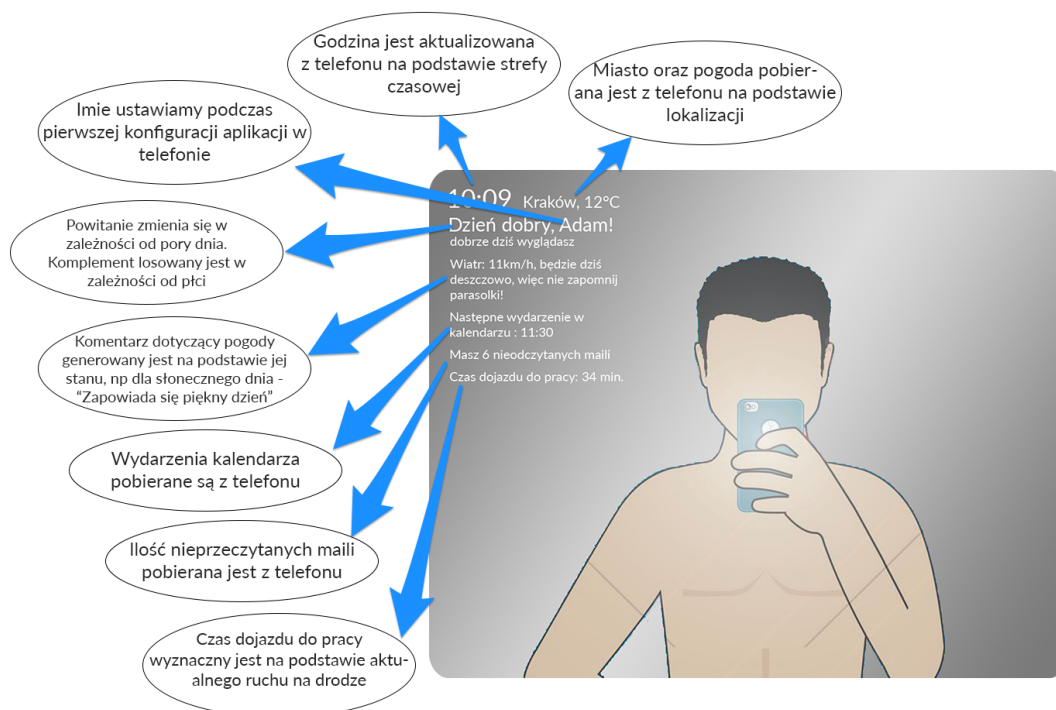 Godzina jest aktualizowana
z telefonu na podstawie strefy
czasowej
Miasto oraz pogoda pobier-
ana jest z telefonu na podstawie
lokalizacji
Imie ustawiamy podczas
pierwszej konfiguracji aplikacji w
telefonie
Powitanie zmienia się w
zależności od pory dnia.
Komplement losowany jest w
zależności od płci
Komentarz dotyczący pogody
generowany jest na podstawie jej
stanu, np dla słonecznego dnia -
“Zapowiada się piękny dzień”
Wydarzenia kalendarza
pobierane są z telefonu
Ilość nieprzeczytanych maili
pobierana jest z telefonu
Czas dojazdu do pracy
wyznaczny jest na podstawie aktu-
alnego ruchu na drodze
10:09 Kraków, 12°C
Dzień dobry, Adam!
dobrze dziś wyglądasz
Wiatr: 11km/h, będzie dziś
deszczowo, więc nie zapomnij
parasolki!
Następne wydarzenie w
kalendarzu : 11:30
Masz 6 nieodczytanych maili
Czas dojazdu do pracy: 34 min.